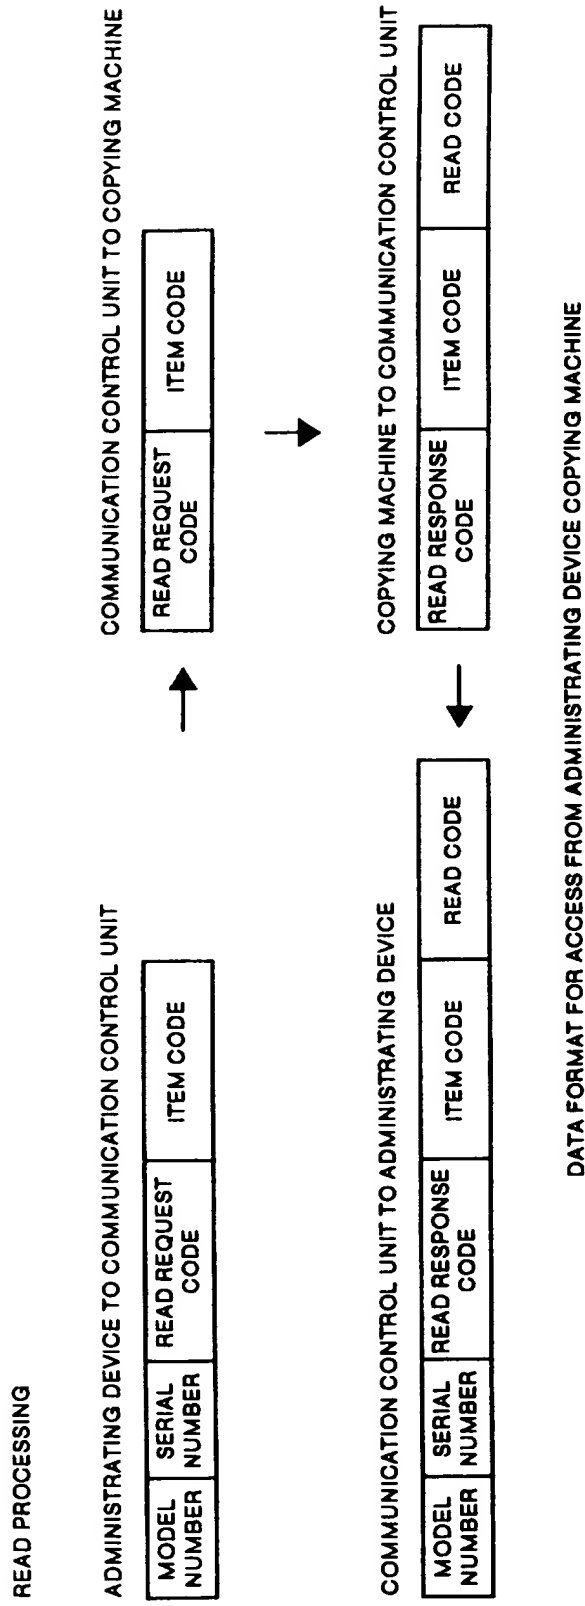 READ PROCESSING
ADMINISTRATING DEVICE TO COMMUNICATION CONTROL UNIT
MODEL
NUMBER
SERIAL
NUMBER
READ REQUEST
CODE
ITEM CODE
COMMUNICATION CONTROL UNIT TO COPYING MACHINE
READ REQUEST
CODE
ITEM CODE
COPYING MACHINE TO COMMUNICATION CONTROL UNIT
READ RESPONSE
CODE
ITEM CODE
READ CODE
COMMUNICATION CONTROL UNIT TO ADMINISTRATING DEVICE
MODEL
NUMBER
SERIAL
NUMBER
READ RESPONSE
CODE
ITEM CODE
READ CODE
DATA FORMAT FOR ACCESS FROM ADMINISTRATING DEVICE COPYING MACHINE